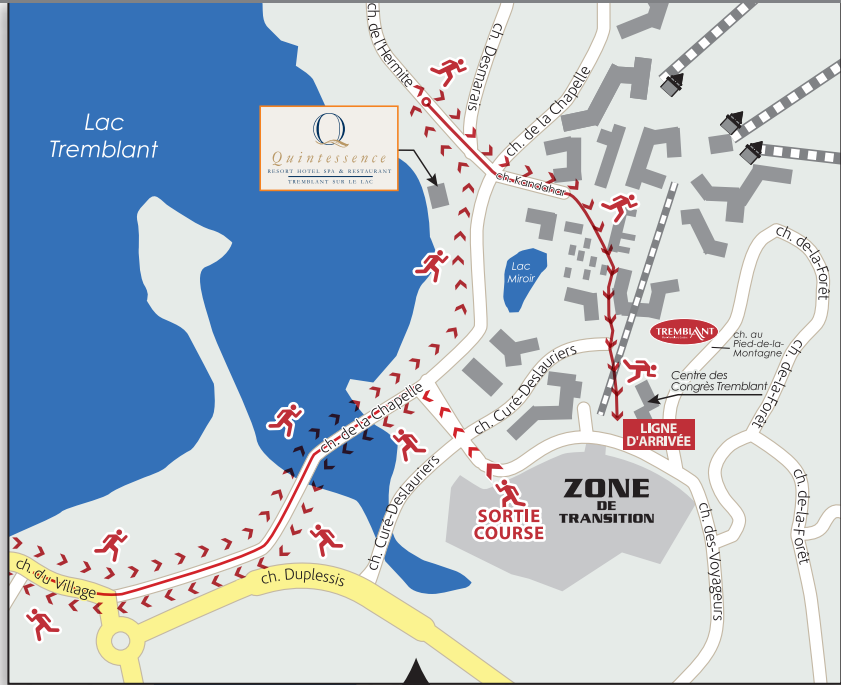 ch. de l'Hermite
ch. Desmarais
ch. de la Chapelle
Lac
Tremblant
Q
Quintessence
RESORT HOTEL SPA & RESTAURANT
TREMBLANT SUR LE LAC
ch. Kandahar
Lac
Miroir
ch. de-la-Forêt
TREMBLANT
ch. au
Pied-de-la-
Montagne
ch. de-la-Forêt
Centre des
Congrès Tremblant
ch. Curé-Deslauriers
ch. de-la-Chapelle
LIGNE
D'ARRIVÉE
ch. Curé-Deslauriers
ZONE
DE
TRANSITION
SORTIE
COURSE
ch. de-la-Forêt
ch. des-Voyageurs
ch. du-Village
ch. Duplessis